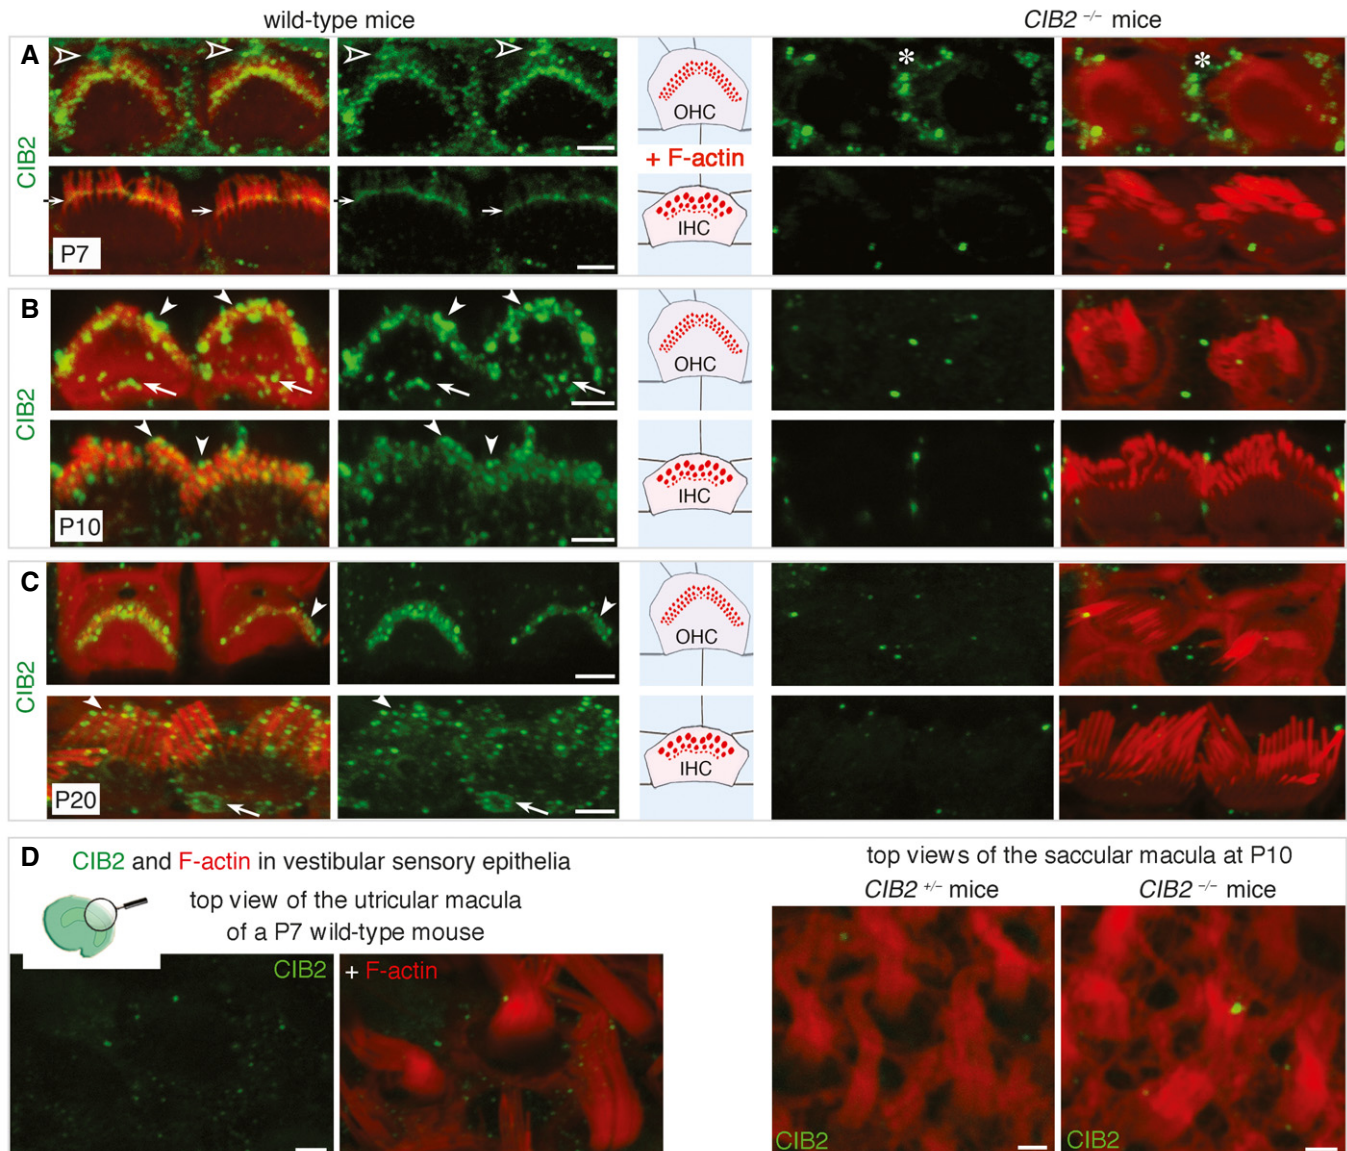 wild-type mice
CIB2 –/– mice
A
CIB2
* *
OHC
+ F-actin
IHC
P7
B
CIB2
OHC
IHC
P10
C
CIB2
OHC
IHC
P20
D
CIB2 and F-actin in vestibular sensory epithelia
top view of the utricular macula
of a P7 wild-type mouse
CIB2
+ F-actin
top views of the saccular macula at P10
CIB2 +/– mice
CIB2 –/– mice
CIB2
CIB2